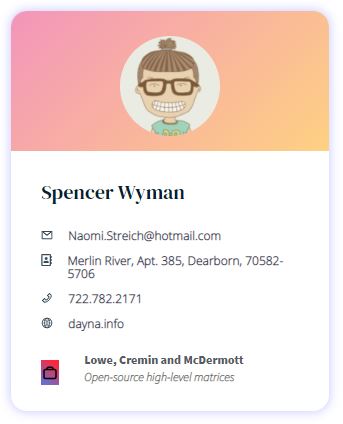 Spencer Wyman
Naomi.Streich@hotmail.com
Merlin River, Apt. 385, Dearborn, 70582-
5706
722.782.2171
dayna.info
Lowe, Cremin and McDermott
Open-source high-level matrices